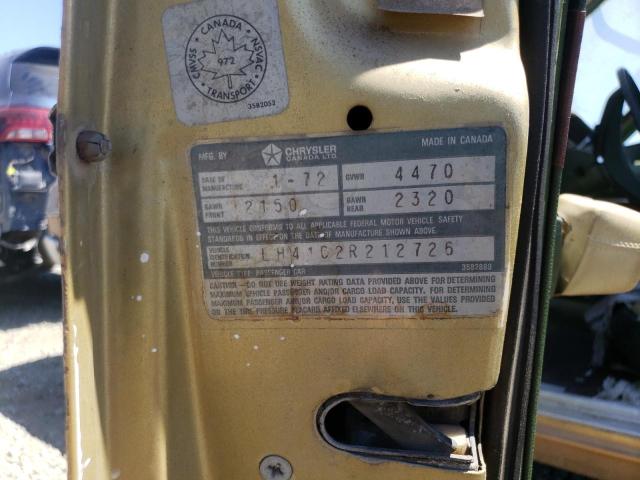 CANADA
CMVSS
NSVAC
972
TRANSPORT
3582052
MFG. BY
CHRYSLER
CANADA LTD.
MADE IN CANADA
DATE OF MANUFACTURE 1-72 GVWR 4470
GAWR FRONT 2150 GAWR REAR 2320
THIS VEHICLE CONFORMS TO ALL APPLICABLE FEDERAL MOTOR VEHICLE SAFETY
STANDARDS IN EFFECT ON THE DATE OF MANUFACTURE SHOWN ABOVE.
VEHICLE IDENTIFICATION NUMBER LH41C2R212726
VEHICLE TYPE: PASSENGER CAR
3587889
CAUTION —DO NOT USE WEIGHT RATING DATA PROVIDED ABOVE FOR DETERMINING
MAXIMUM VEHICLE PASSENGER AND/OR CARGO LOAD CAPACITY. FOR DETERMINING
MAXIMUM PASSENGER AND/OR CARGO LOAD CAPACITY, USE THE VALUES PROVIDED
ON THE TIRE PRESSURE PLACARD AFFIXED ELSEWHERE ON THIS VEHICLE.